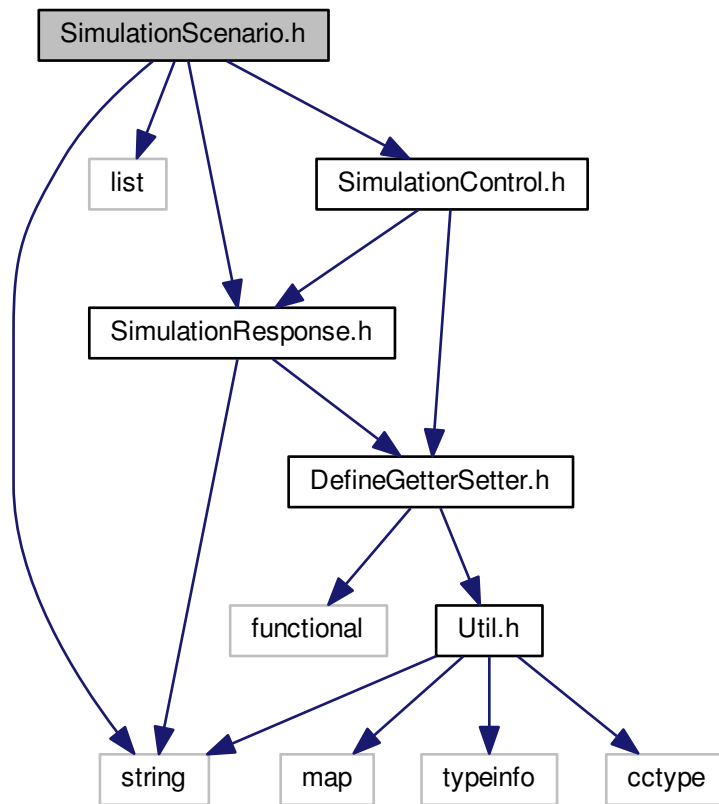 SimulationScenario.h
list
SimulationControl.h
SimulationResponse.h
DefineGetterSetter.h
functional
Util.h
string
map
typeinfo
cctype